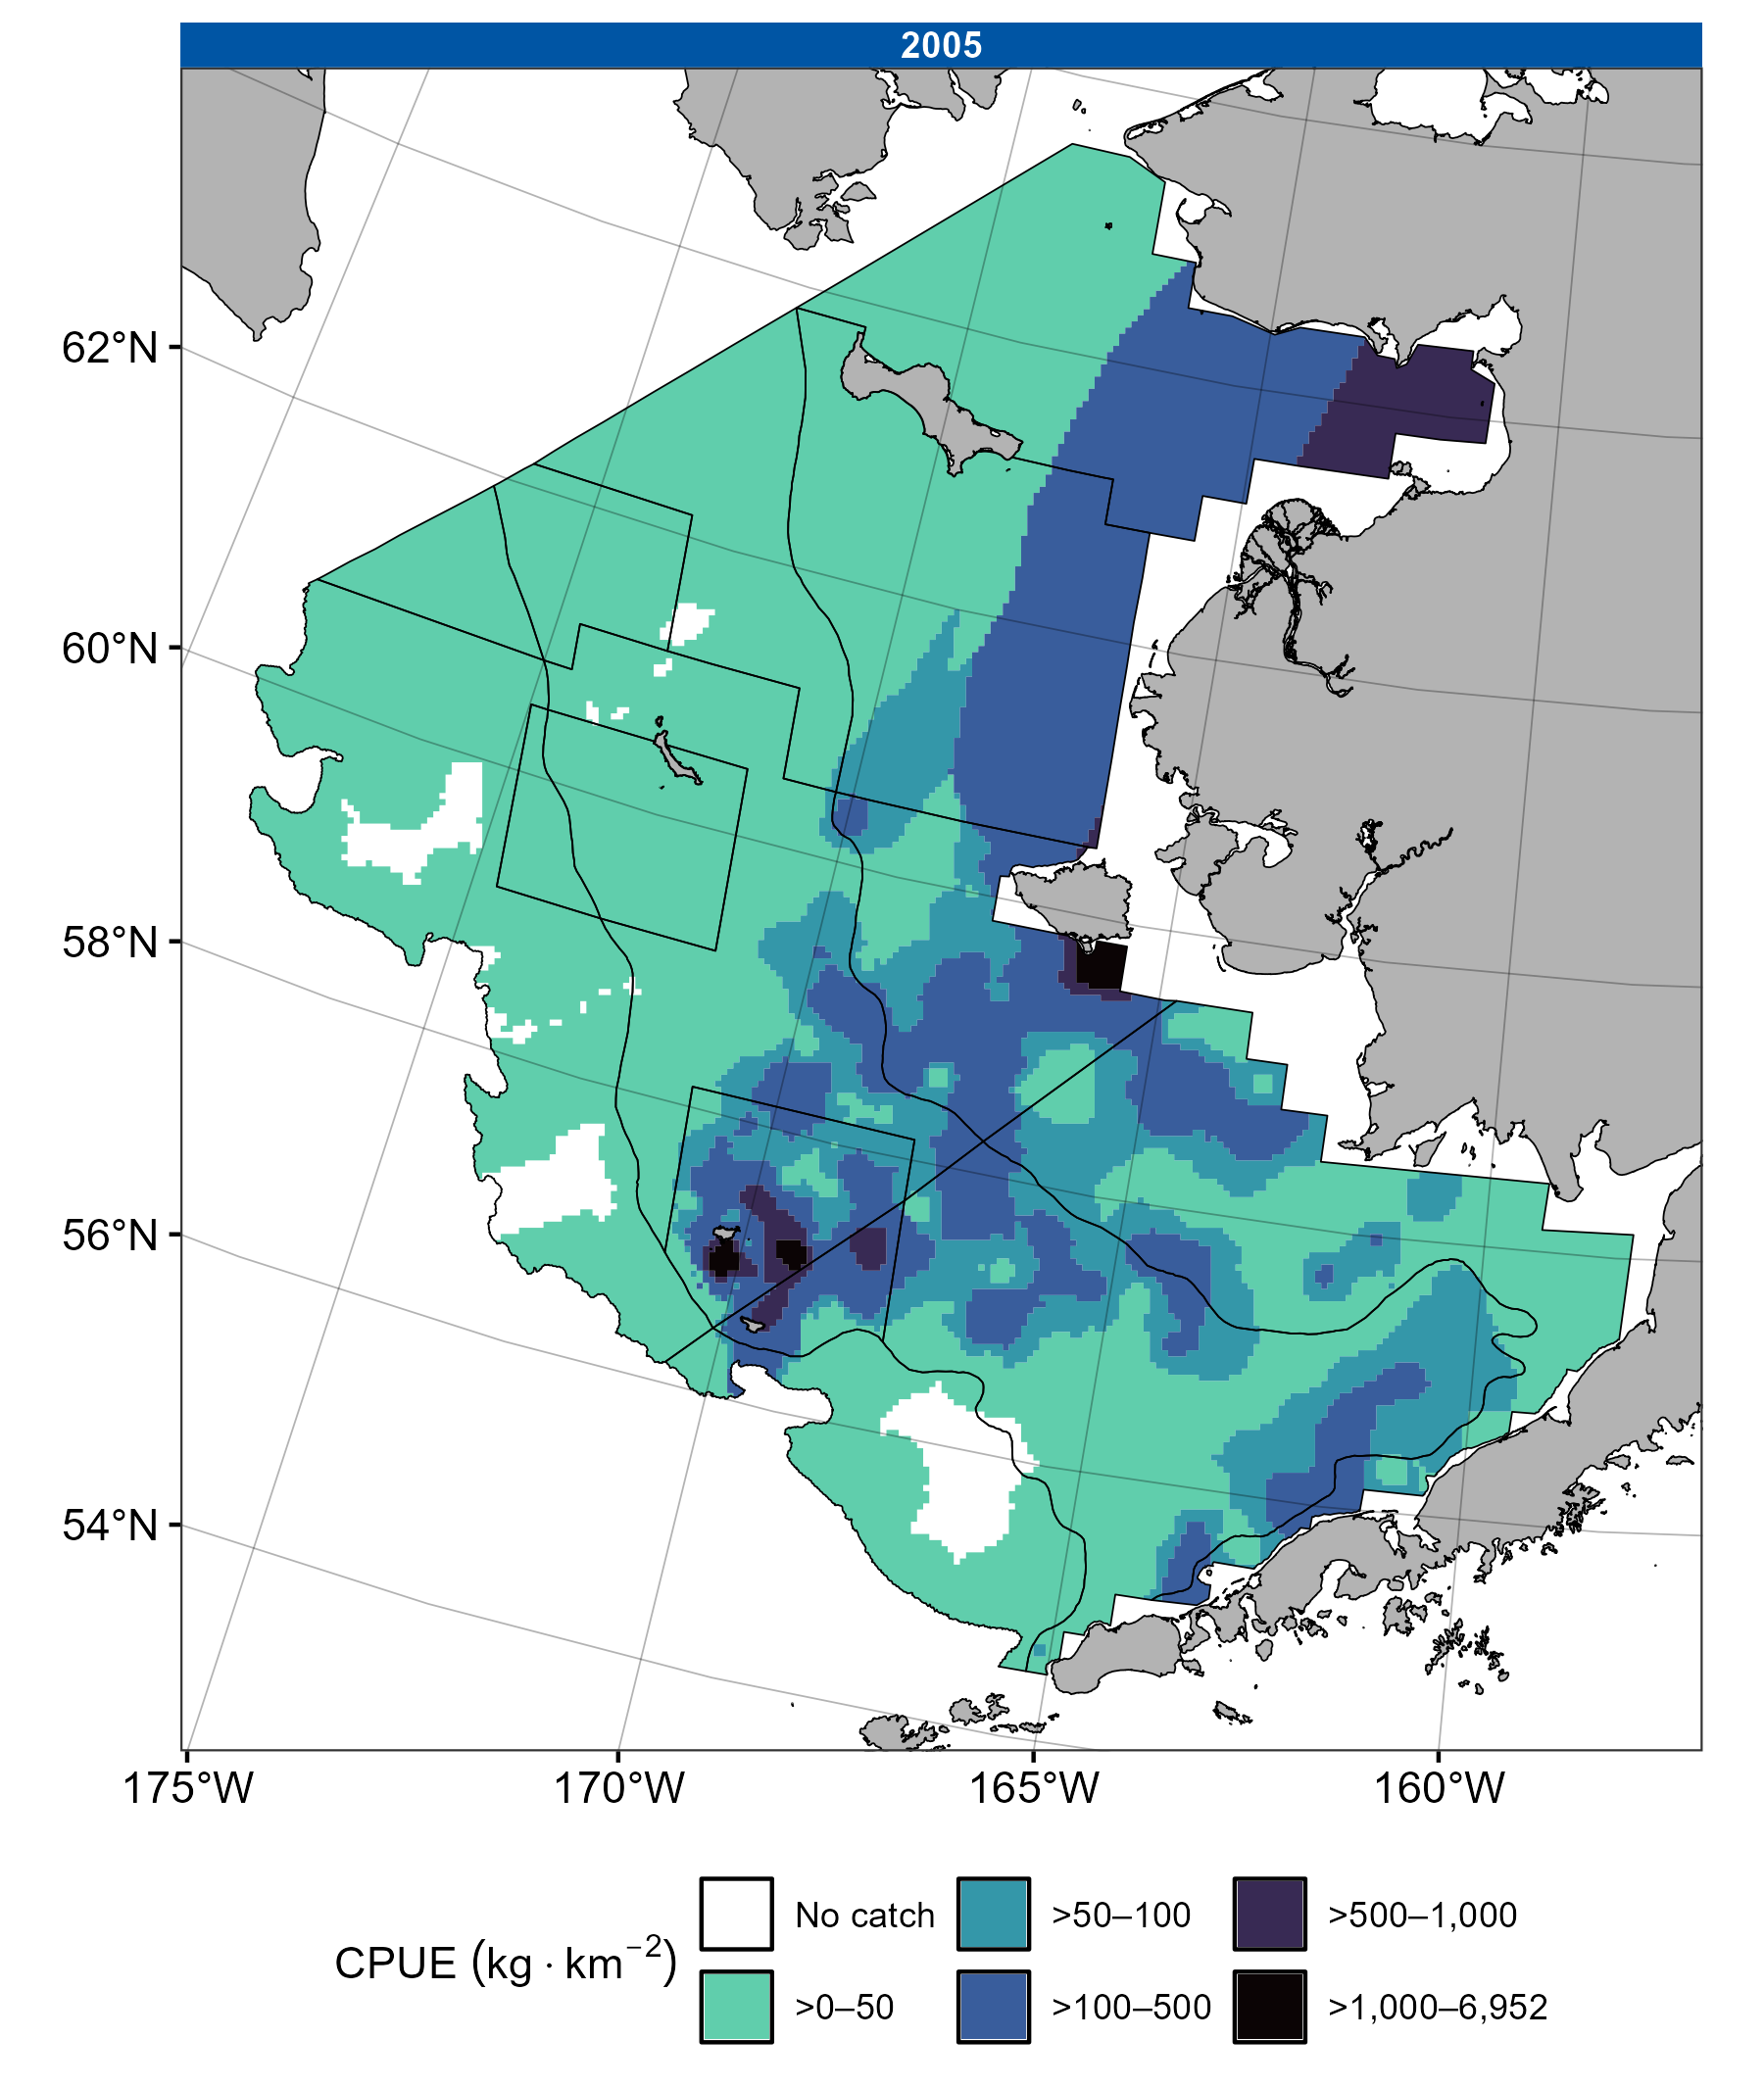 2005
62°N
60°N
58°N
56°N
54°N
175°W 170°W 165°W 160°W
CPUE (kg · km⁻²)
No catch >50–100 >500–1,000
>0–50 >100–500 >1,000–6,952